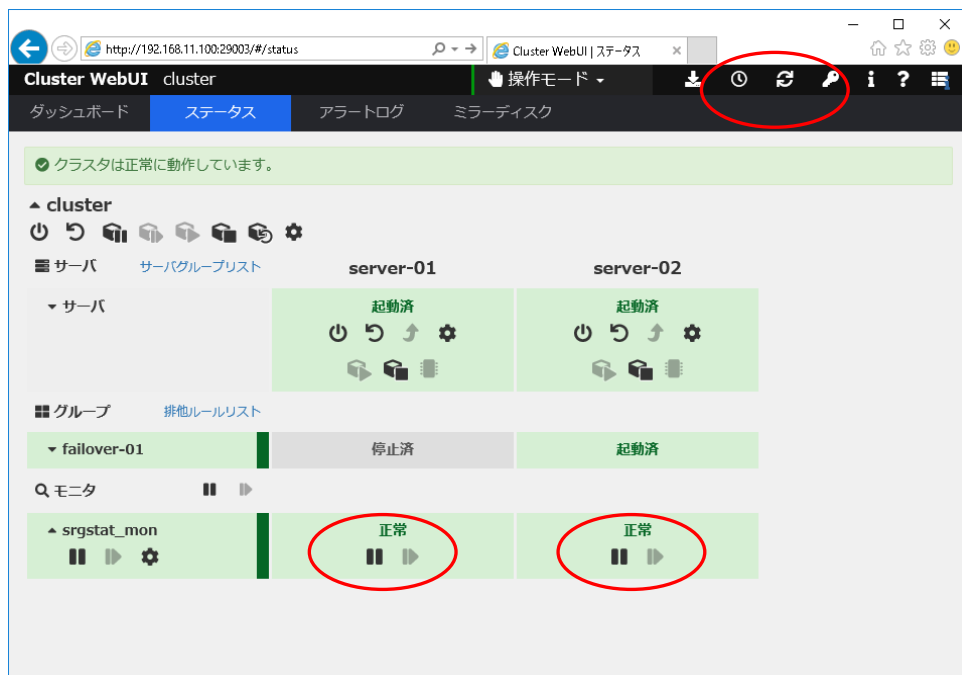 http://192.168.11.100:29003/#/status
Cluster WebUI | ステータス
Cluster WebUI cluster 操作モード
ダッシュボード ステータス アラートログ ミラーディスク
クラスタは正常に動作しています。
cluster
サーバ サーバグループリスト server-01 server-02
サーバ 起動済 起動済
グループ 排他ルールリスト
failover-01 停止済 起動済
モニタ
srgstat_mon 正常 正常